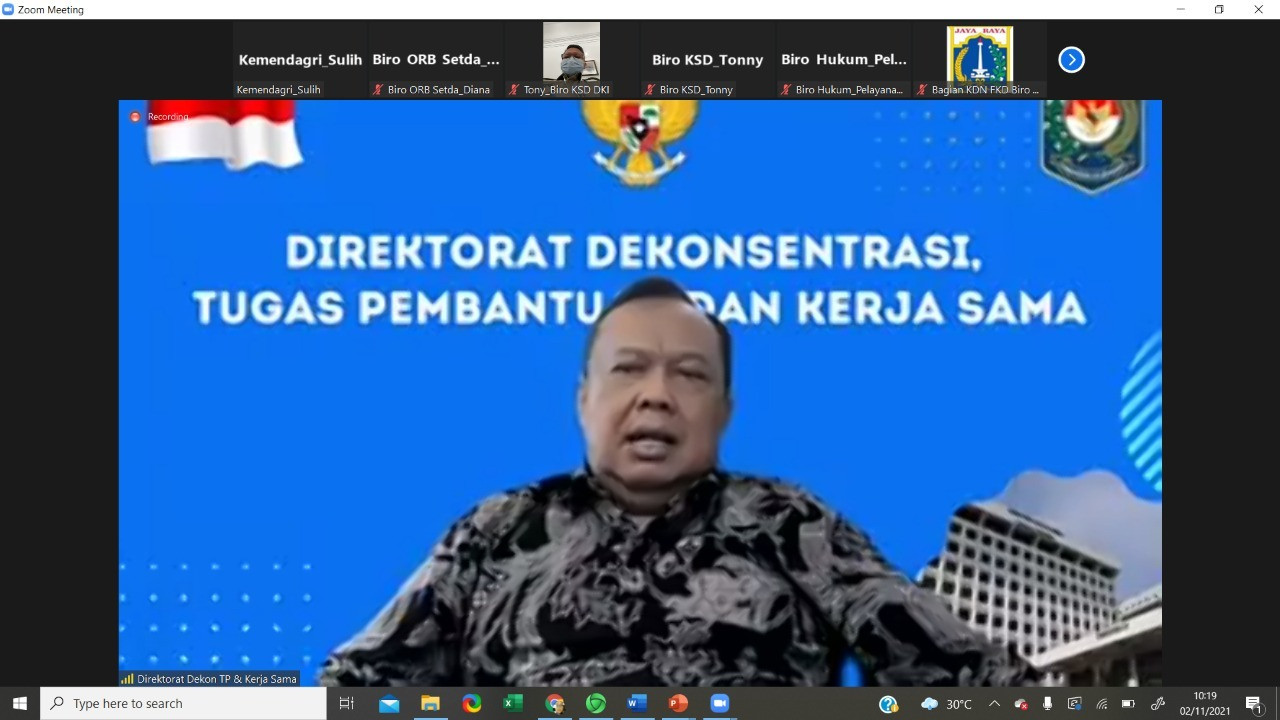 Zoom Meeting
Kemendagri_Sulih
Biro ORB Setda_...
Biro KSD_Tonny
Biro Hukum_Pel...
JAYA RAYA
Kemendagri_Sulih
Biro ORB Setda_Diana
Tony_Biro KSD DKI
Biro KSD_Tonny
Biro Hukum_Pelayana...
Bagian KDN FKD Biro ...
Recording
DIREKTORAT DEKONSENTRASI,
TUGAS PEMBANTU DAN KERJA SAMA
Direktorat Dekon TP & Kerja Sama
Type here to search
30°C
10:19
02/11/2021
1